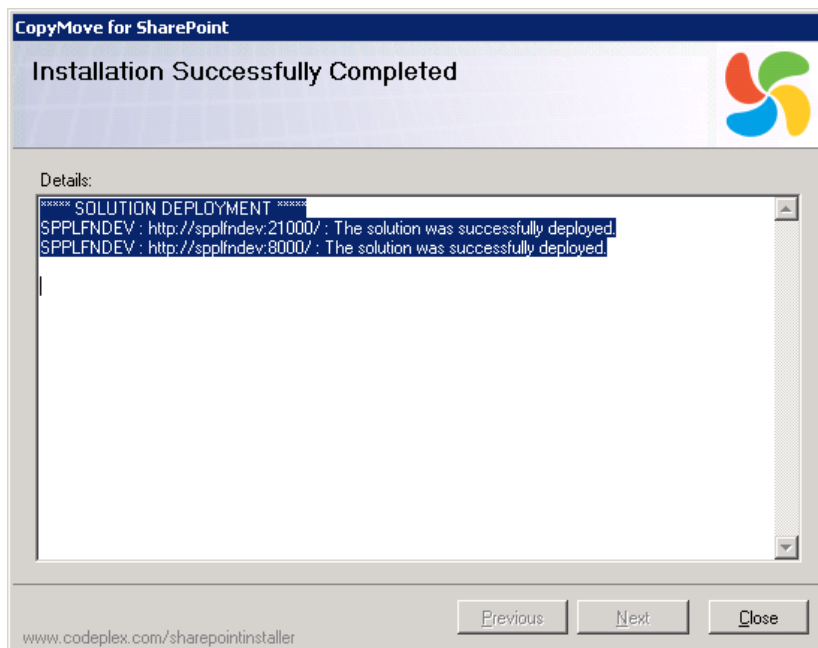 CopyMove for SharePoint
Installation Successfully Completed
Details:
***** SOLUTION DEPLOYMENT *****
SPPLFNDEV : http://spplfndev:21000/ : The solution was successfully deployed.
SPPLFNDEV : http://spplfndev:8000/ : The solution was successfully deployed.
Previous
Next
Close
www.codeplex.com/sharepointinstaller